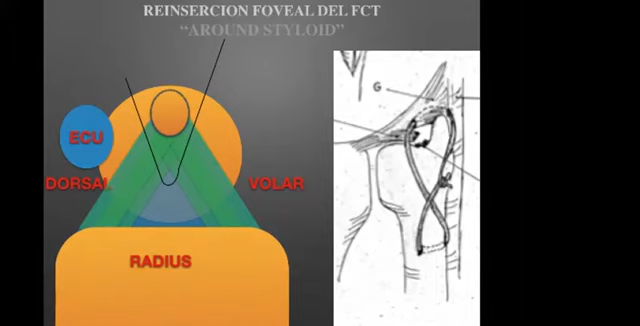 REINSERCION FOVEAL DEL FCT
“AROUND STYLOID”
ECU
DORSAL
VOLAR
RADIUS
G